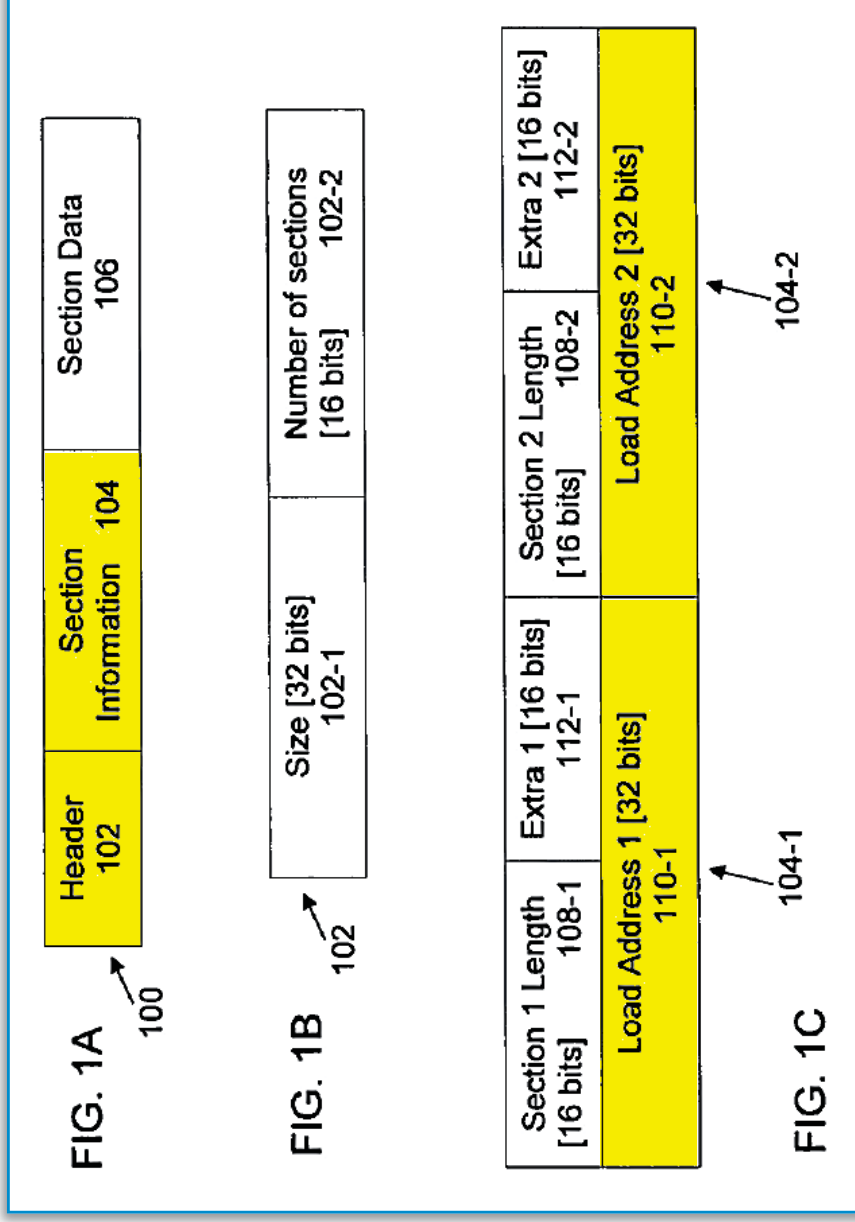 Header
102
Section
Information 104
Section Data
106
100
FIG. 1A
Size [32 bits]
102-1
Number of sections
[16 bits] 102-2
102
FIG. 1B
Section 1 Length
[16 bits] 108-1
Extra 1 [16 bits]
112-1
Section 2 Length
[16 bits] 108-2
Extra 2 [16 bits]
112-2
Load Address 1 [32 bits]
110-1
Load Address 2 [32 bits]
110-2
104-1
104-2
FIG. 1C